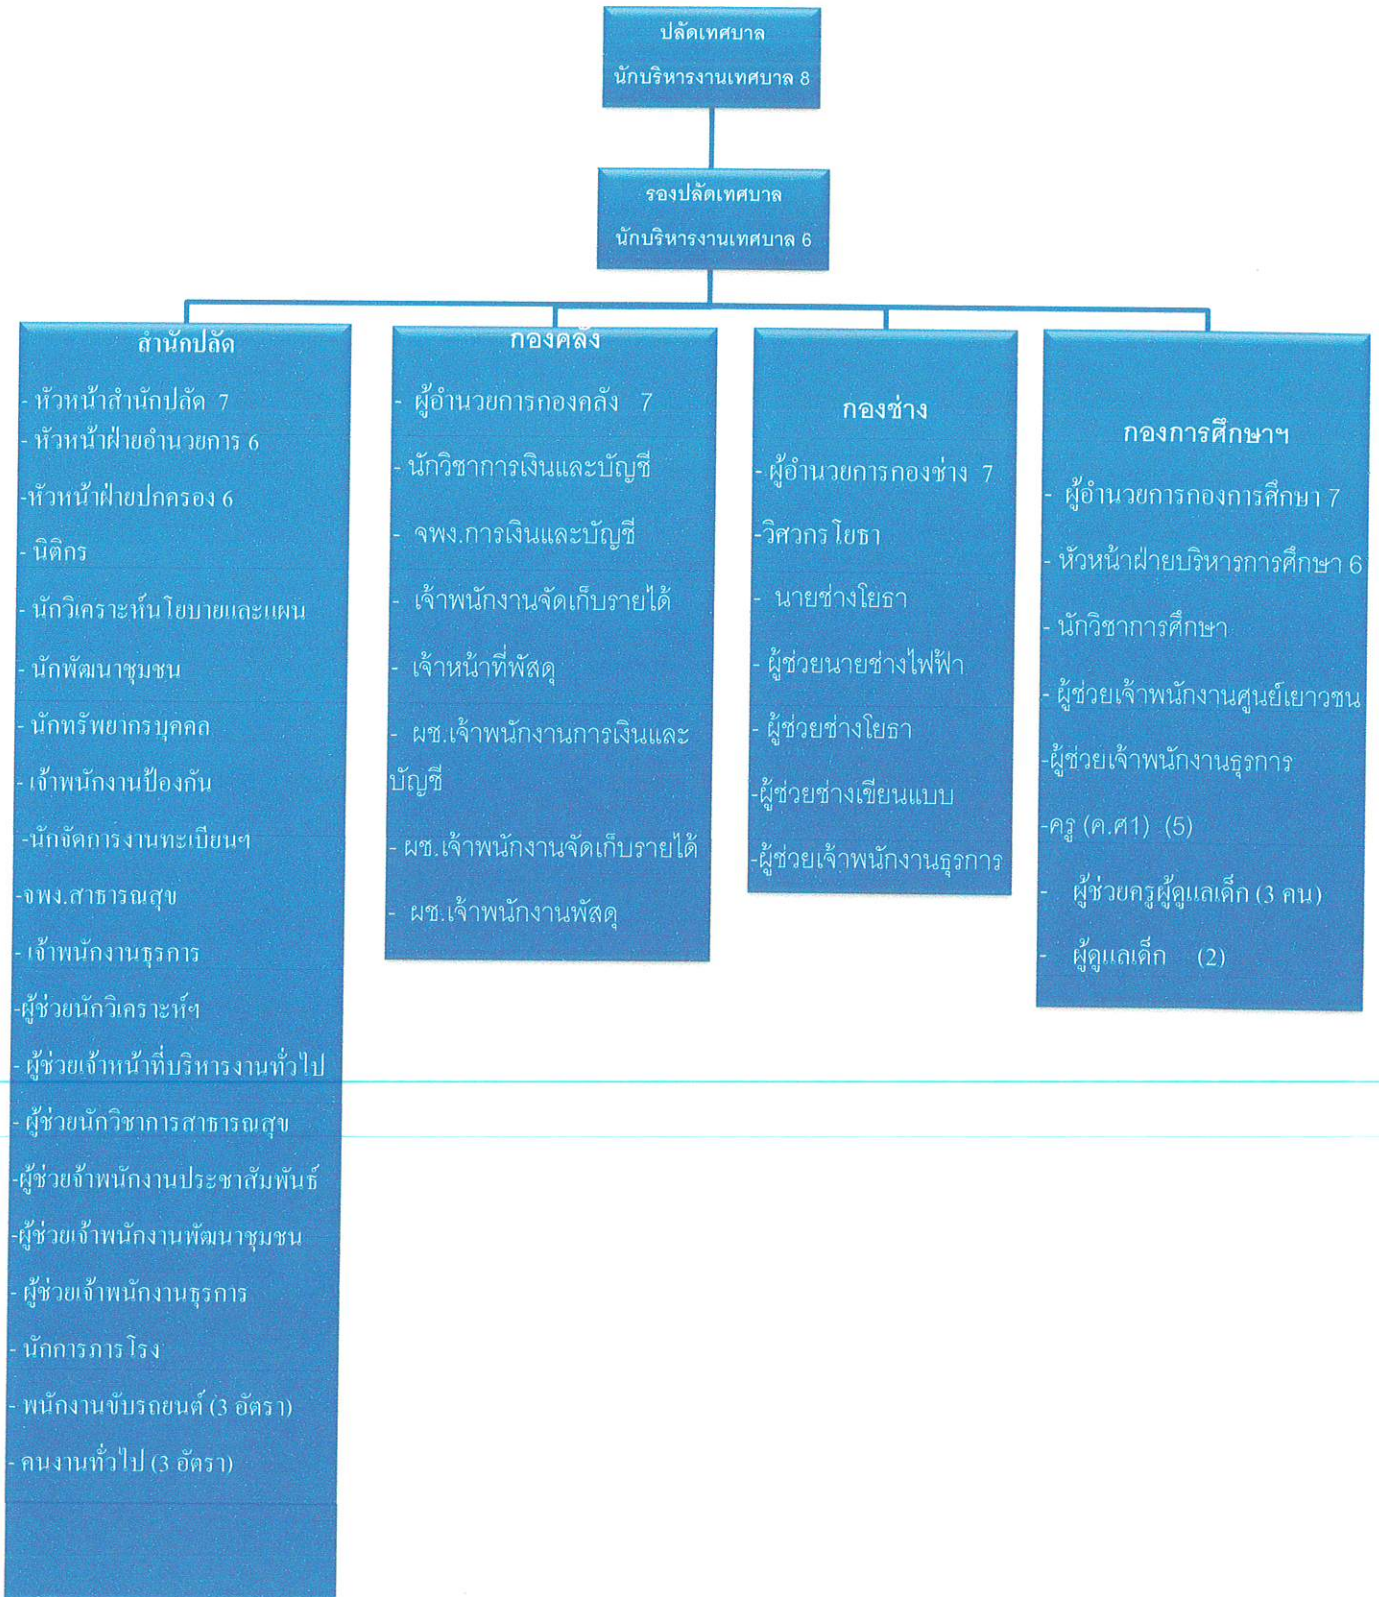 ปลัดเทศบาล
นักบริหารงานเทศบาล 8
รองปลัดเทศบาล
นักบริหารงานเทศบาล 6
สำนักปลัด
- หัวหน้าสำนักปลัด 7
- หัวหน้าฝ่ายอำนวยการ 6
-หัวหน้าฝ่ายปกครอง 6
- นิติกร
- นักวิเคราะห์นโยบายและแผน
- นักพัฒนาชุมชน
- นักทรัพยากรบุคคล
- เจ้าพนักงานป้องกัน
-นักจัดการงานทะเบียนฯ
-จพง.สาธารณสุข
- เจ้าพนักงานธุรการ
-ผู้ช่วยนักวิเคราะห์ฯ
- ผู้ช่วยเจ้าหน้าที่บริหารงานทั่วไป
- ผู้ช่วยนักวิชาการสาธารณสุข
-ผู้ช่วยจ้าพนักงานประชาสัมพันธ์
-ผู้ช่วยเจ้าพนักงานพัฒนาชุมชน
- ผู้ช่วยเจ้าพนักงานธุรการ
- นักการภารโรง
- พนักงานขับรถยนต์ (3 อัตรา)
- คนงานทั่วไป (3 อัตรา)
กองคลัง
- ผู้อำนวยการกองคลัง 7
- นักวิชาการเงินและบัญชี
- จพง.การเงินและบัญชี
- เจ้าพนักงานจัดเก็บรายได้
- เจ้าหน้าที่พัสดุ
- ผช.เจ้าพนักงานการเงินและ
บัญชี
- ผช.เจ้าพนักงานจัดเก็บรายได้
- ผช.เจ้าพนักงานพัสดุ
กองช่าง
- ผู้อำนวยการกองช่าง 7
-วิศวกรโยธา
- นายช่างโยธา
- ผู้ช่วยนายช่างไฟฟ้า
- ผู้ช่วยช่างโยธา
-ผู้ช่วยช่างเขียนแบบ
-ผู้ช่วยเจ้าพนักงานธุรการ
กองการศึกษาฯ
- ผู้อำนวยการกองการศึกษา 7
- หัวหน้าฝ่ายบริหารการศึกษา 6
- นักวิชาการศึกษา
- ผู้ช่วยเจ้าพนักงานศูนย์เยาวชน
-ผู้ช่วยเจ้าพนักงานธุรการ
-ครู (ค.ศ1) (5)
- ผู้ช่วยครูผู้ดูแลเด็ก (3 คน)
- ผู้ดูแลเด็ก (2)